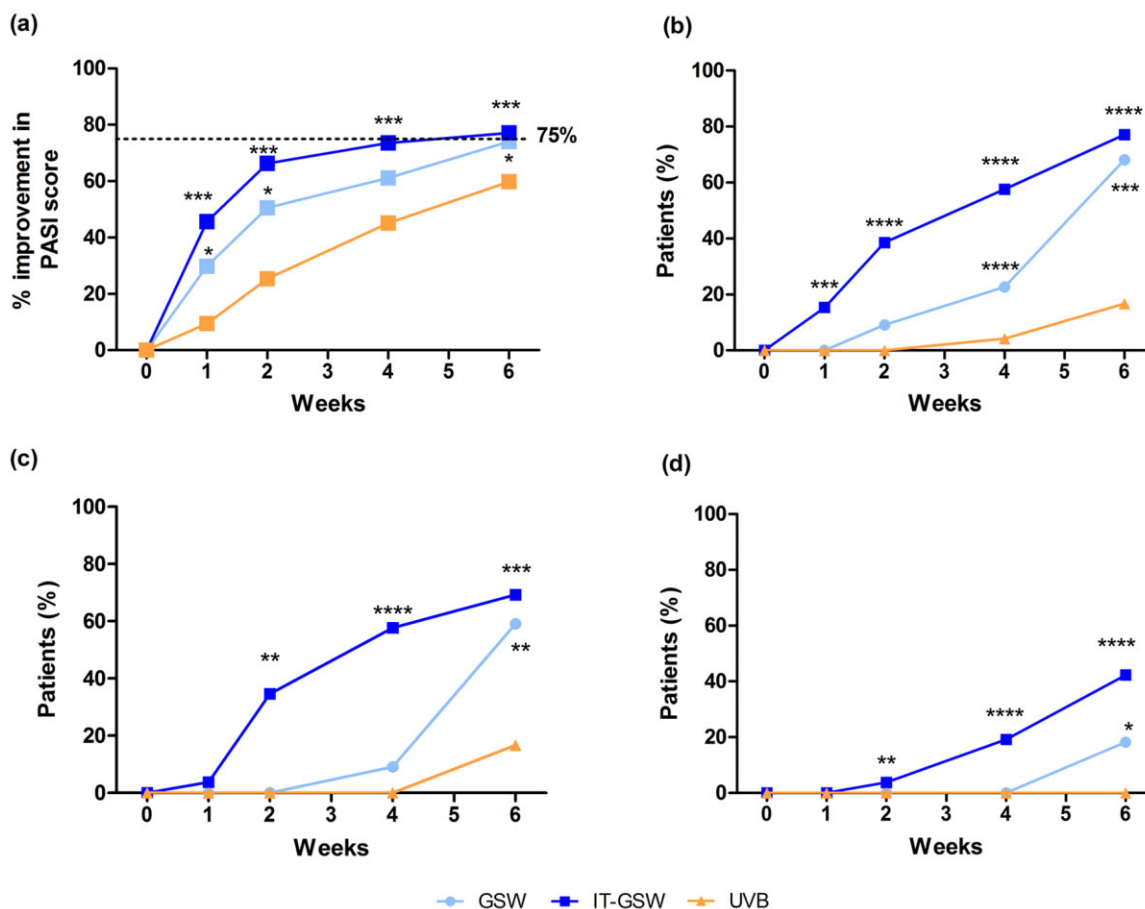 (a)
100
80
60
40
20
0
% improvement in
PASI score
***
***
***
***
75%
*
*
*
0 1 2 3 4 5 6
Weeks
(b)
100
80
60
40
20
0
Patients (%)
****
****
***
****
***
****
0 1 2 3 4 5 6
Weeks
(c)
100
80
60
40
20
0
Patients (%)
***
****
**
**
0 1 2 3 4 5 6
Weeks
(d)
100
80
60
40
20
0
Patients (%)
****
****
*
**
0 1 2 3 4 5 6
Weeks
GSW IT-GSW UVB